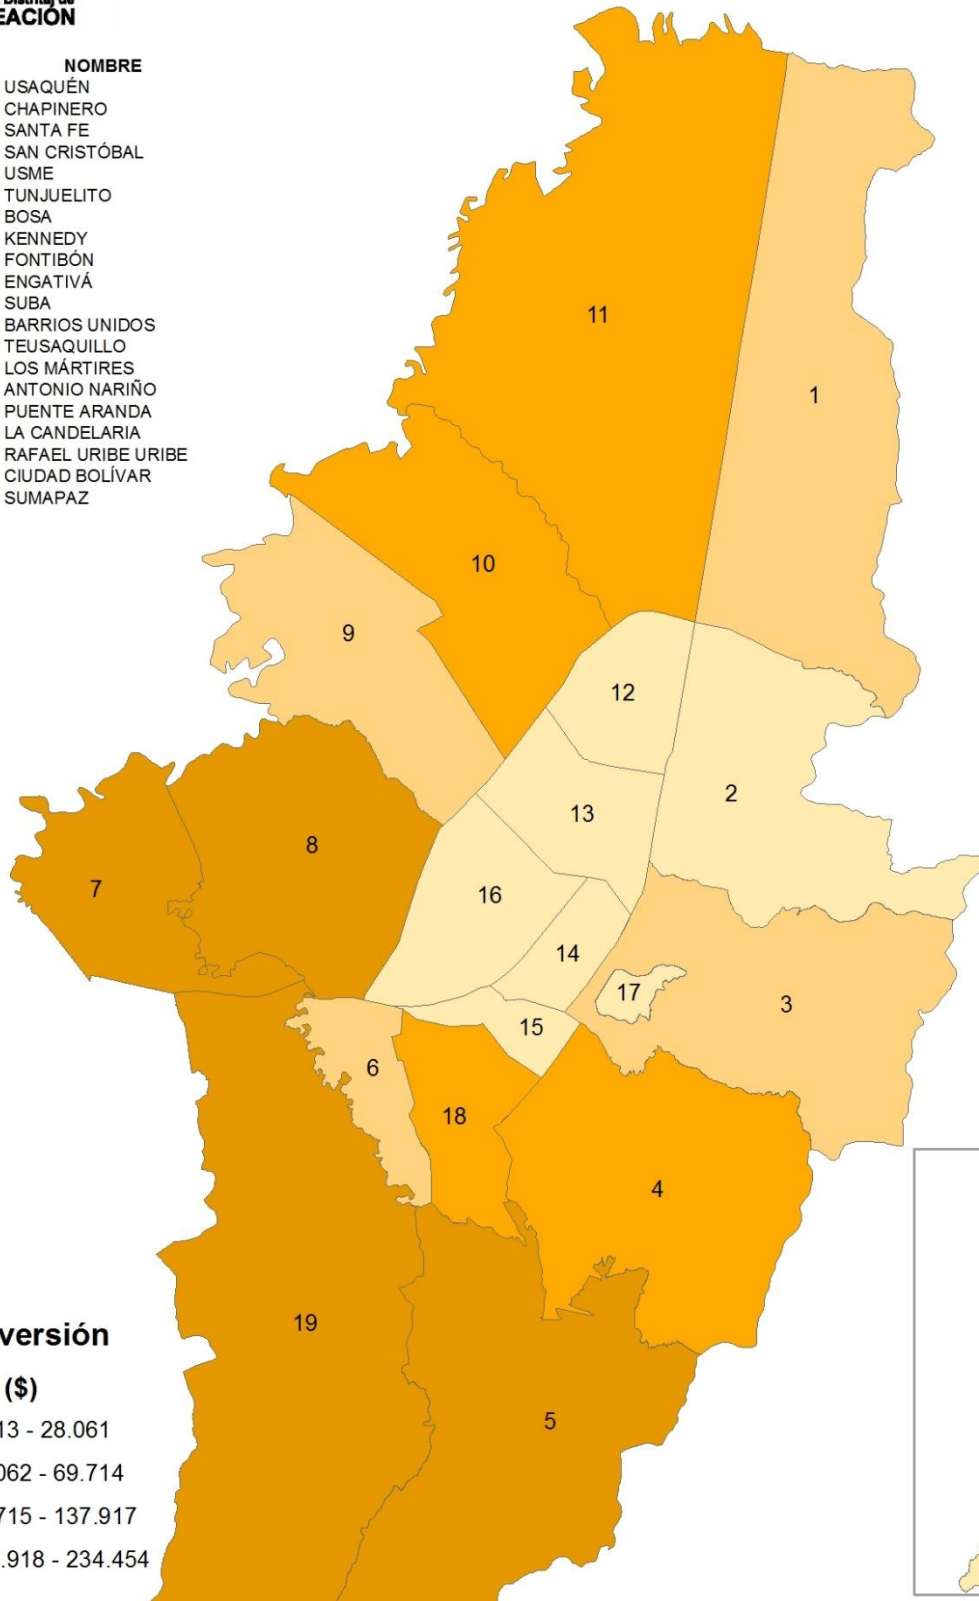 EACIÓN
NOMBRE
USAQUÉN
CHAPINERO
SANTA FE
SAN CRISTÓBAL
USME
TUNJUELITO
BOSA
KENNEDY
FONTIBÓN
ENGATIVÁ
SUBA
BARRIOS UNIDOS
TEUSAQUILLO
LOS MÁRTIRES
ANTONIO NARIÑO
PUENTE ARANDA
LA CANDELARIA
RAFAEL URIBE URIBE
CIUDAD BOLÍVAR
SUMAPAZ
11
1
10
9
12
2
13
8
7
16
14
17
3
15
6
18
4
19
5
versión
($)
13 - 28.061
062 - 69.714
715 - 137.917
.918 - 234.454